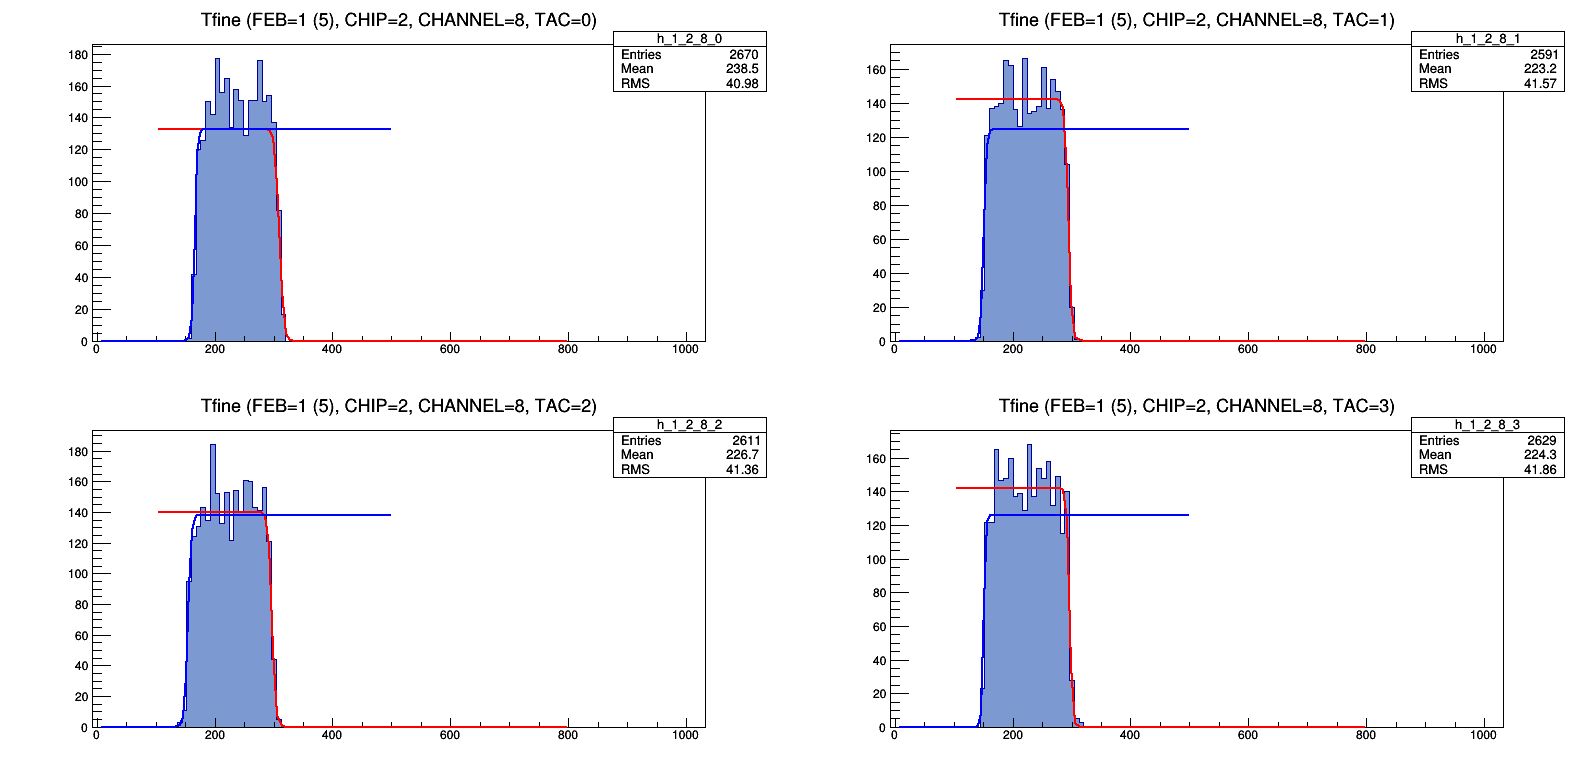 Tfine (FEB=1 (5), CHIP=2, CHANNEL=8, TAC=0)
h_1_2_8_0
Entries 2670
Mean 238.5
RMS 40.98
180
160
140
120
100
80
60
40
20
0
0 200 400 600 800 1000
Tfine (FEB=1 (5), CHIP=2, CHANNEL=8, TAC=1)
h_1_2_8_1
Entries 2591
Mean 223.2
RMS 41.57
160
140
120
100
80
60
40
20
0
0 200 400 600 800 1000
Tfine (FEB=1 (5), CHIP=2, CHANNEL=8, TAC=2)
h_1_2_8_2
Entries 2611
Mean 226.7
RMS 41.36
180
160
140
120
100
80
60
40
20
0
0 200 400 600 800 1000
Tfine (FEB=1 (5), CHIP=2, CHANNEL=8, TAC=3)
h_1_2_8_3
Entries 2629
Mean 224.3
RMS 41.86
160
140
120
100
80
60
40
20
0
0 200 400 600 800 1000